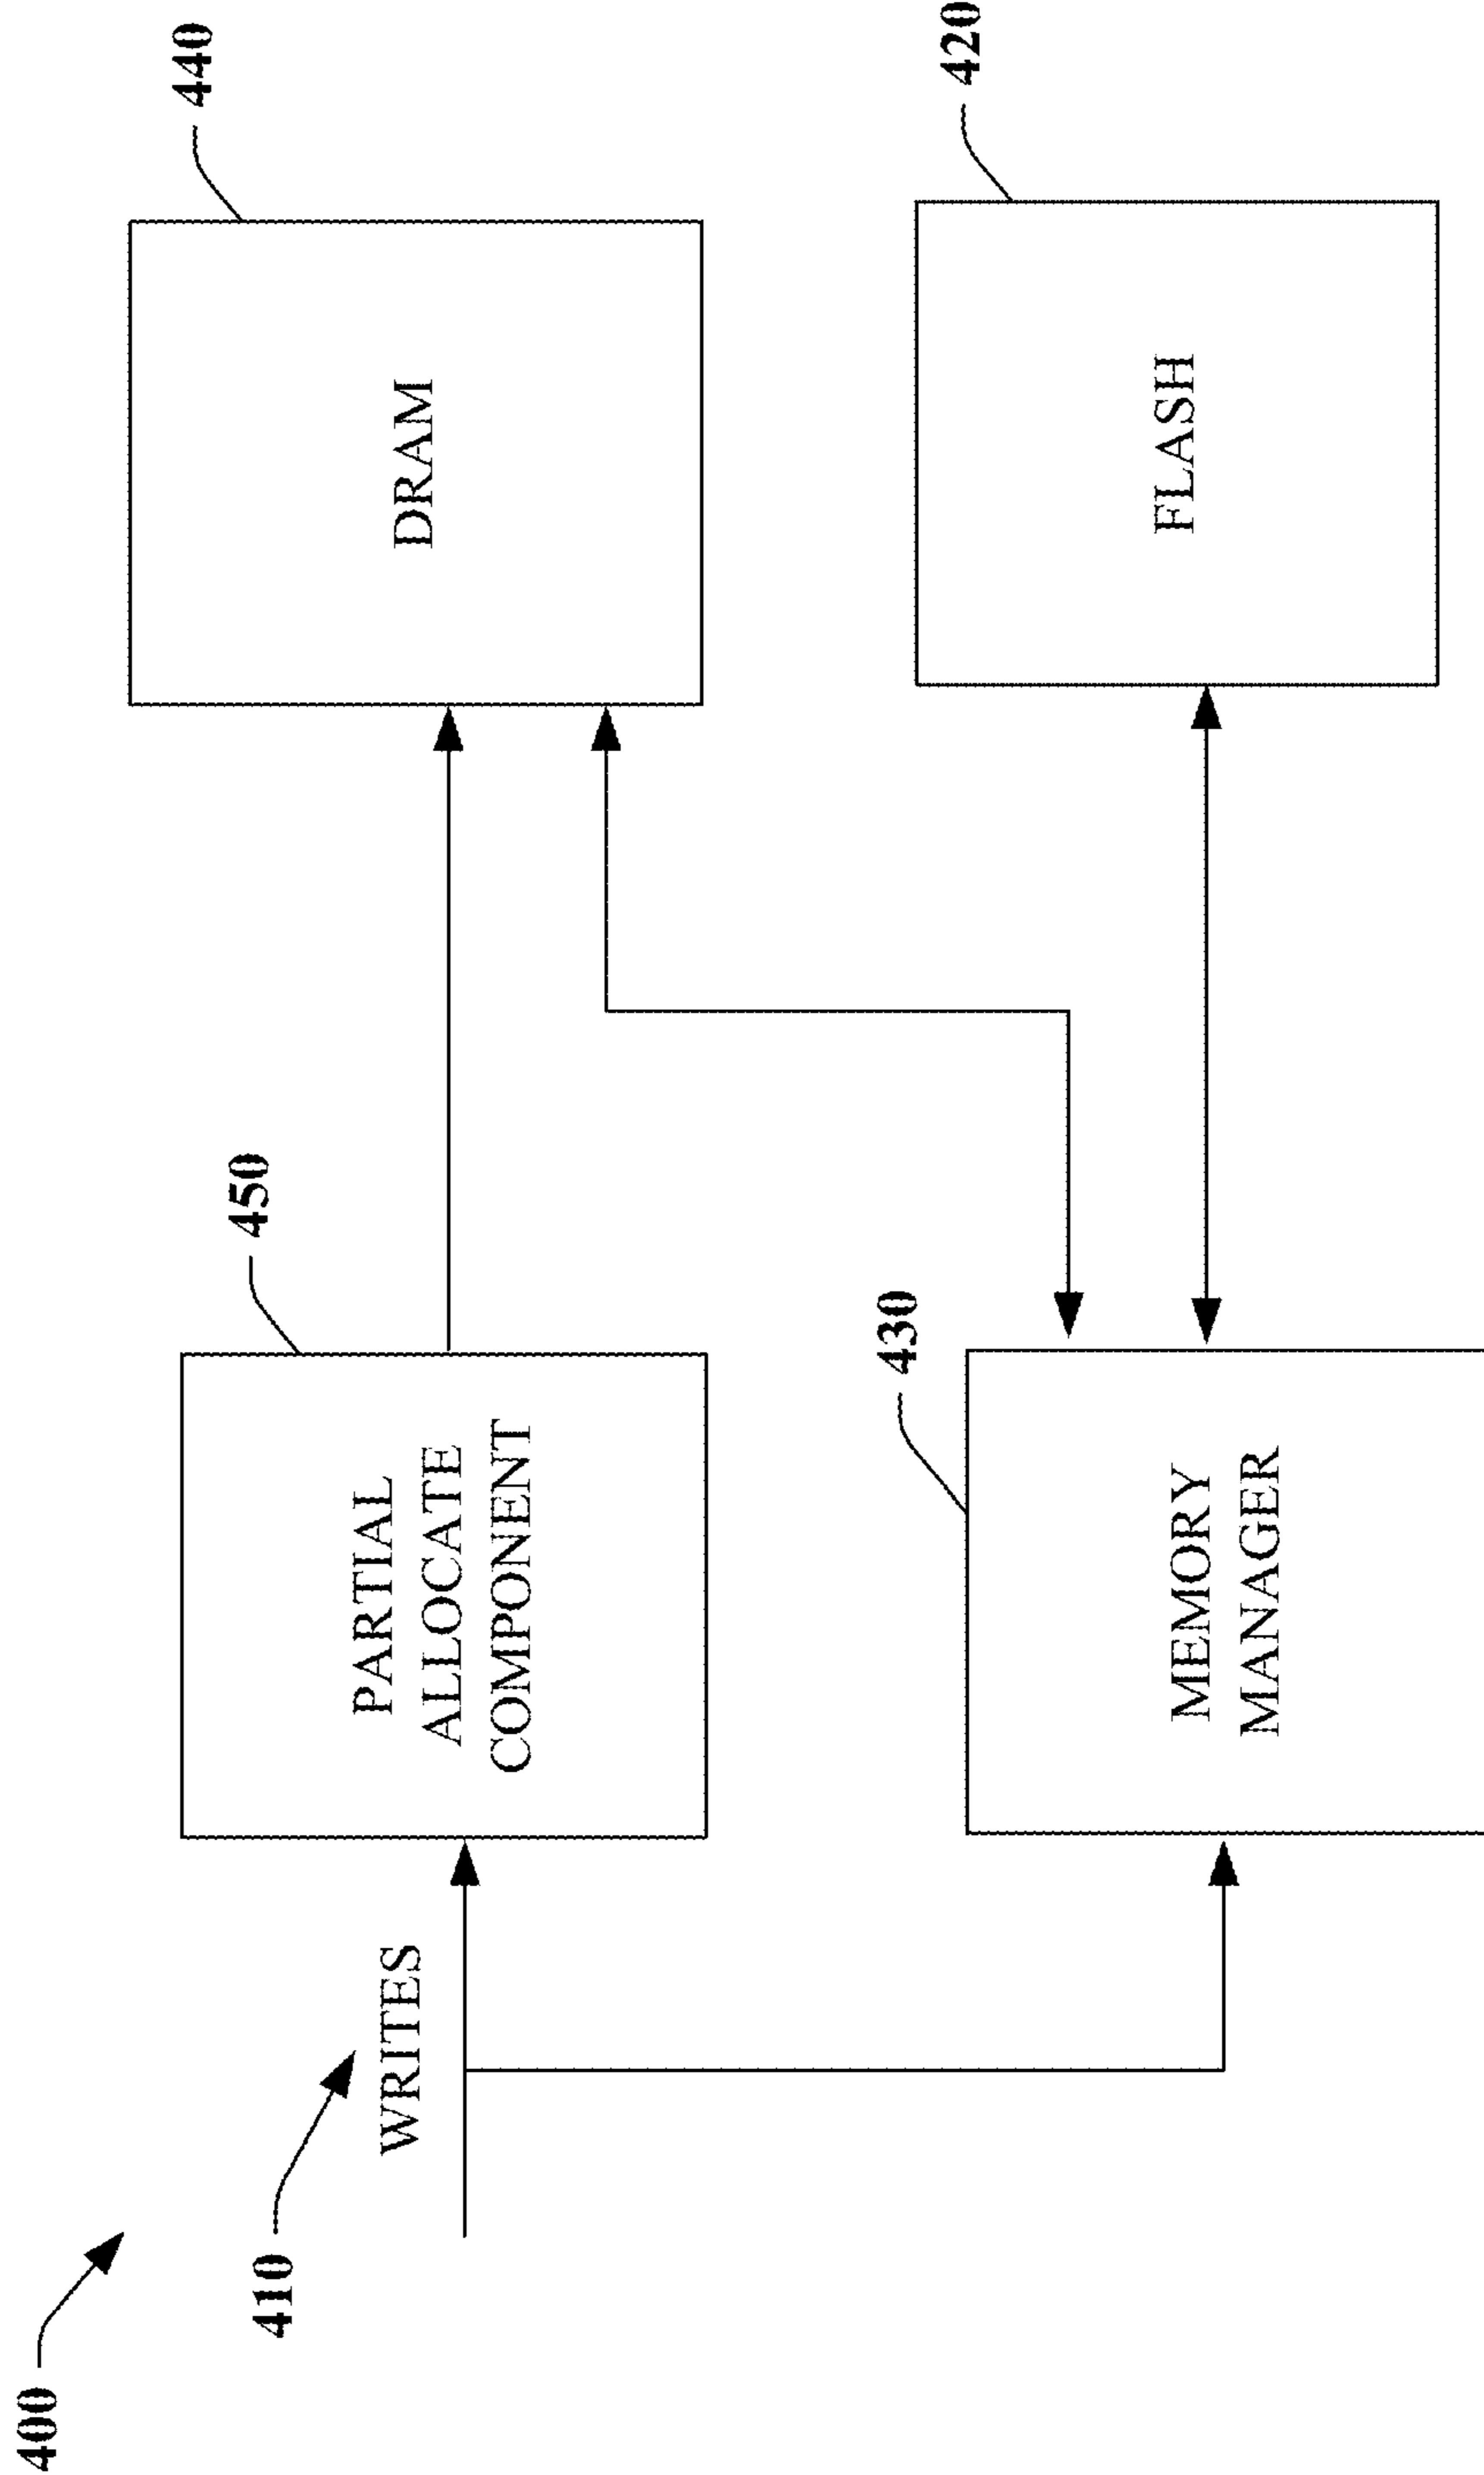 400
410
WRITES
PARTIAL
ALLOCATE
COMPONENT
450
DRAM
440
MEMORY
MANAGER
430
FLASH
420